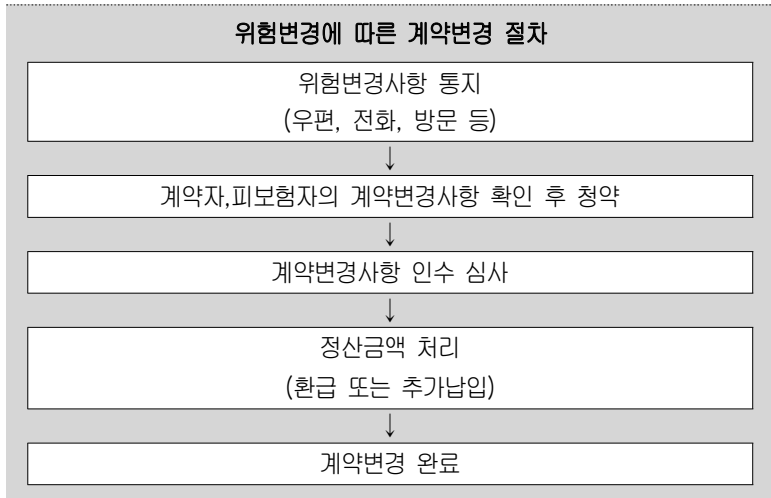 위험변경에 따른 계약변경 절차
위험변경사항 통지
(우편, 전화, 방문 등)
↓
계약자,피보험자의 계약변경사항 확인 후 청약
↓
계약변경사항 인수 심사
↓
정산금액 처리
(환급 또는 추가납입)
↓
계약변경 완료